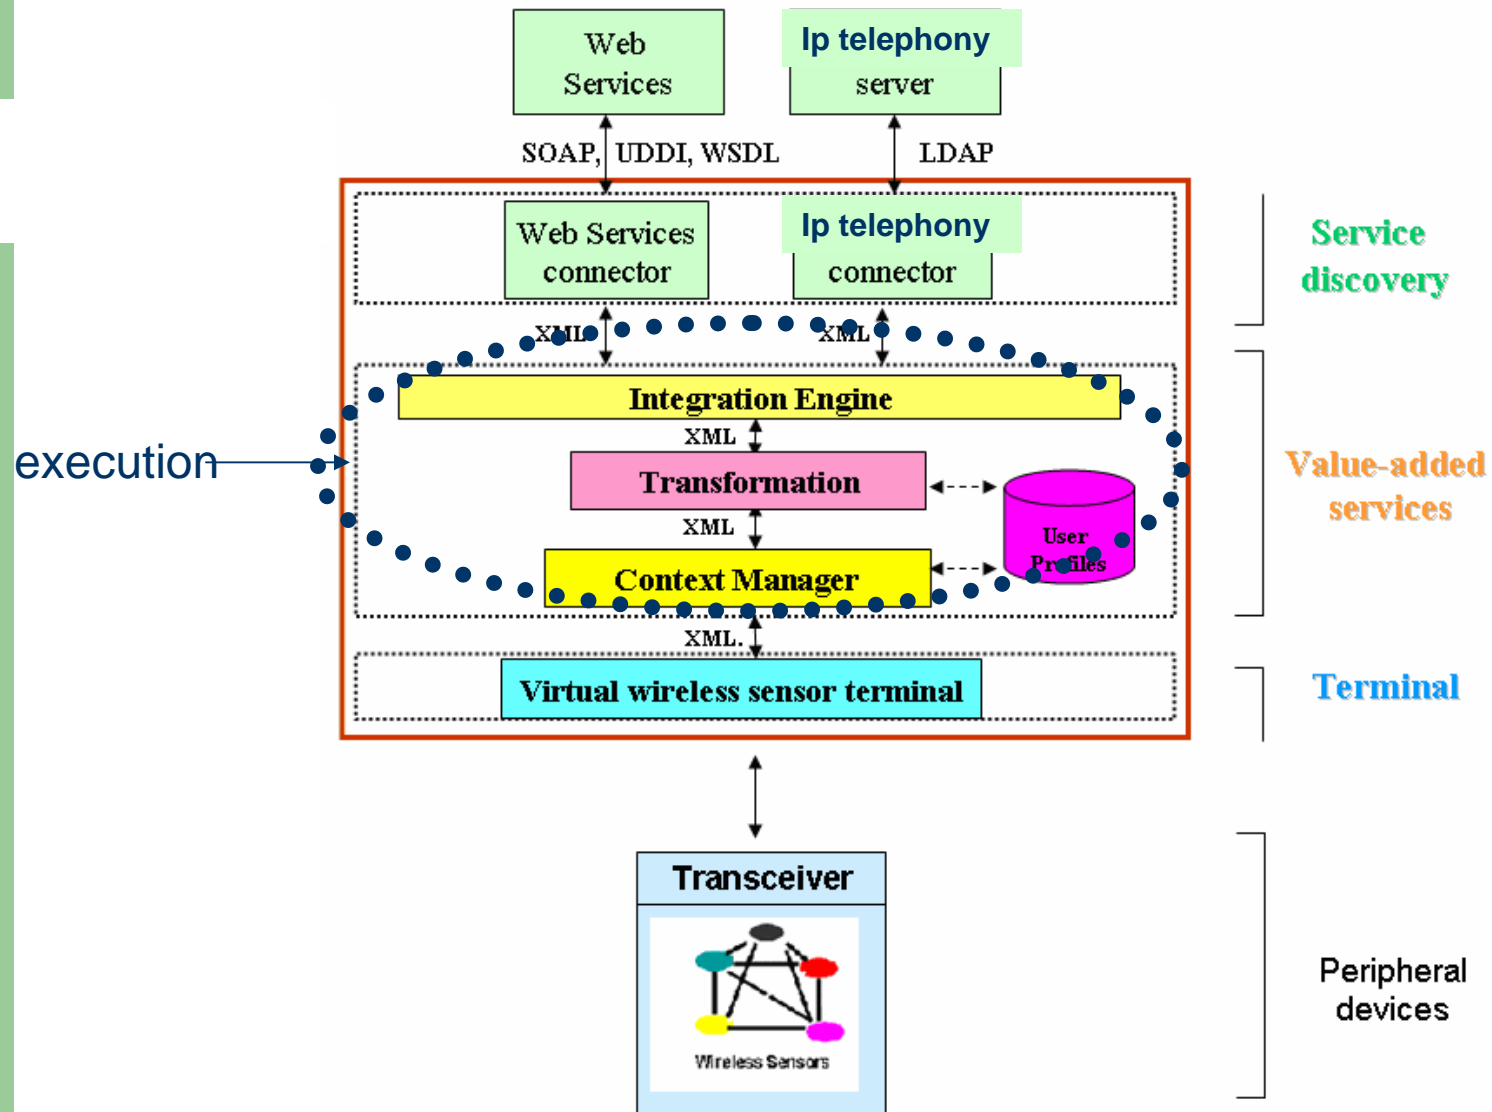 Web
Services
Ip telephony
server
SOAP, UDDI, WSDL
LDAP
Web Services
connector
Ip telephony
connector
Service
discovery
XML
XML
Integration Engine
XML
execution
Transformation
Value-added
services
XML
User
Profiles
Context Manager
XML.
Virtual wireless sensor terminal
Terminal
Transceiver
Wireless Sensors
Peripheral
devices